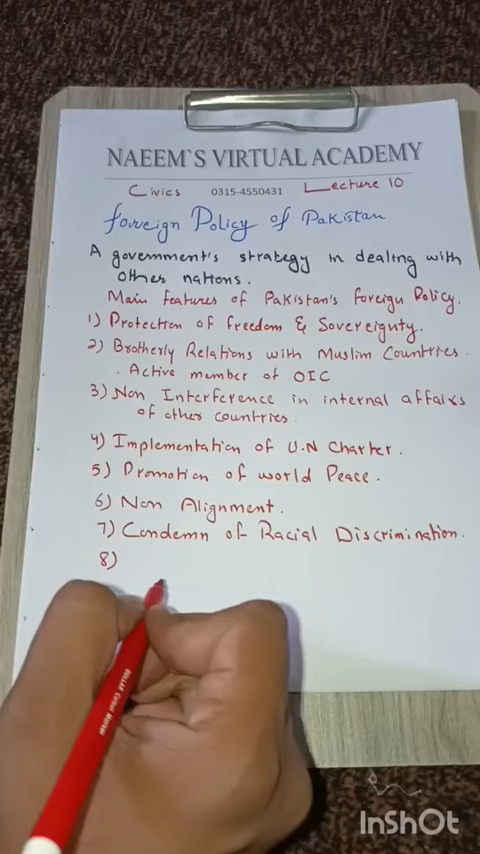 NAEEM`S VIRTUAL ACADEMY
Civics 0315-4550431 Lecture 10
Foreign Policy of Pakistan
A government's strategy in dealing with
other nations.
Main features of Pakistan's foreign Policy.
1) Protection of freedom & Sovereignty.
2) Brotherly Relations with Muslim Countries.
. Active member of OIC
3) Non Interference in internal affairs
of other countries.
4) Implementation of U.N Charter.
5) Promotion of world Peace.
6) Non Alignment.
7) Condemn of Racial Discrimination.
8)
DOLLAR
InShOt